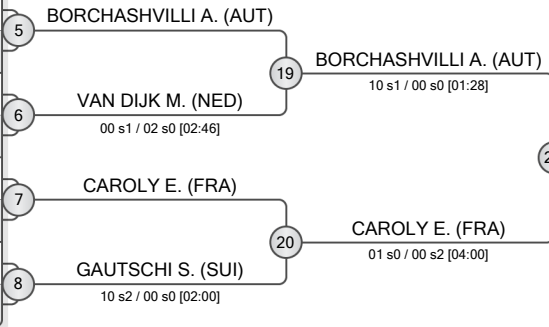 5
BORCHASHVILLI A. (AUT)
19
BORCHASHVILLI A. (AUT)
10 s1 / 00 s0 [01:28]
6
VAN DIJK M. (NED)
00 s1 / 02 s0 [02:46]
7
CAROLY E. (FRA)
20
CAROLY E. (FRA)
01 s0 / 00 s2 [04:00]
8
GAUTSCHI S. (SUI)
10 s2 / 00 s0 [02:00]